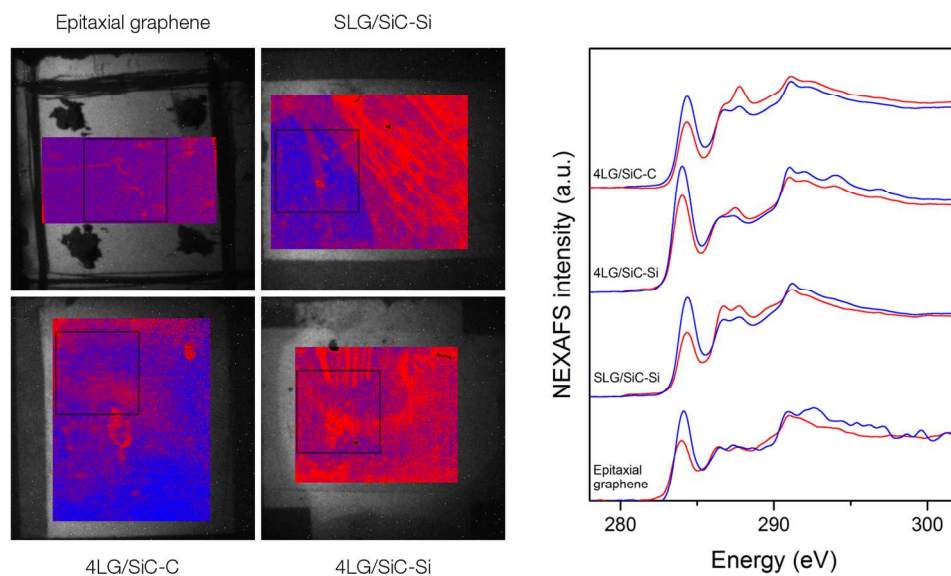 Epitaxial graphene
SLG/SiC-Si
4LG/SiC-C
4LG/SiC-Si
NEXAFS intensity (a.u.)
4LG/SiC-C
4LG/SiC-Si
SLG/SiC-Si
Epitaxial
graphene
280
290
300
Energy (eV)